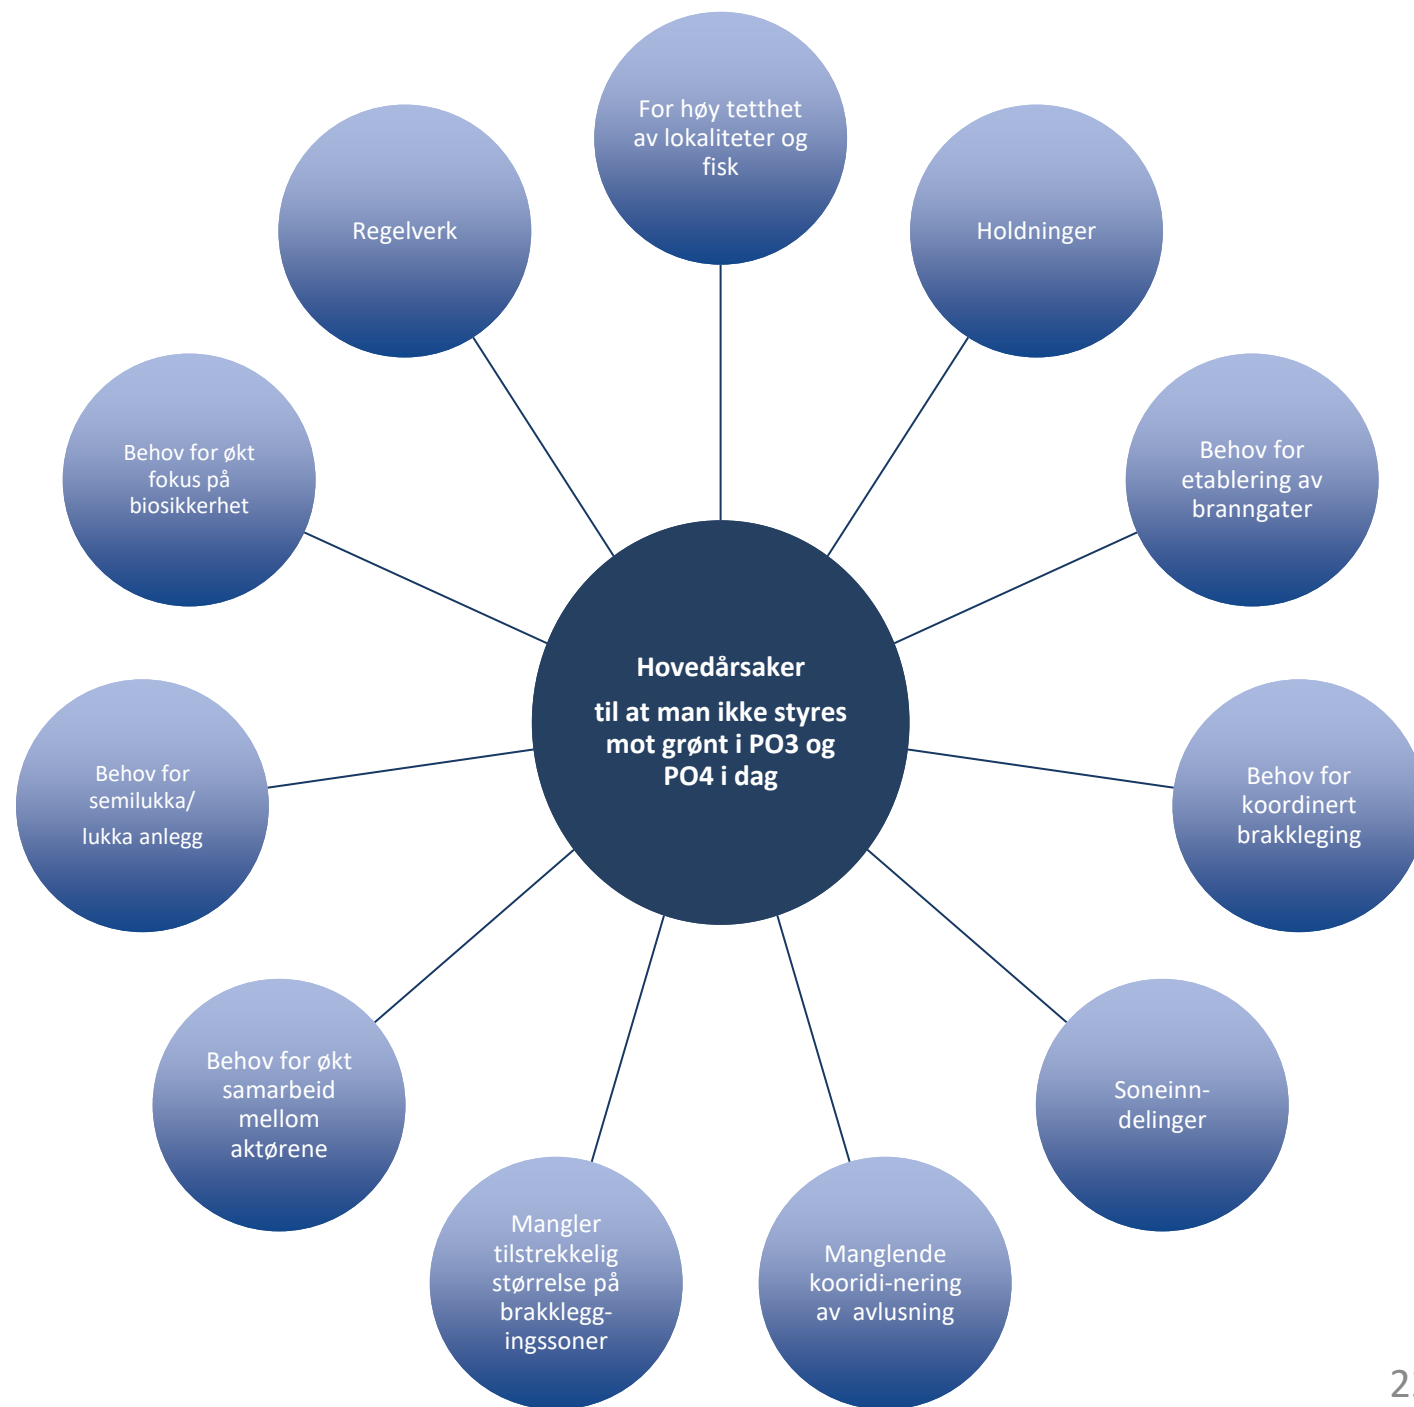 For høy tetthet
av lokaliteter og
fisk
Holdninger
Behov for
etablering av
branngater
Behov for
koordinert
brakkleging
Soneinn-
delinger
Manglende
kooridi-nering
av avlusning
Mangler
tilstrekkelig
størrelse på
brakklegg-
ingssoner
Behov for økt
samarbeid
mellom
aktørene
Behov for
semilukka/
lukka anlegg
Behov for økt
fokus på
biosikkerhet
Regelverk
Hovedårsaker
til at man ikke styres
mot grønt i PO3 og
PO4 i dag